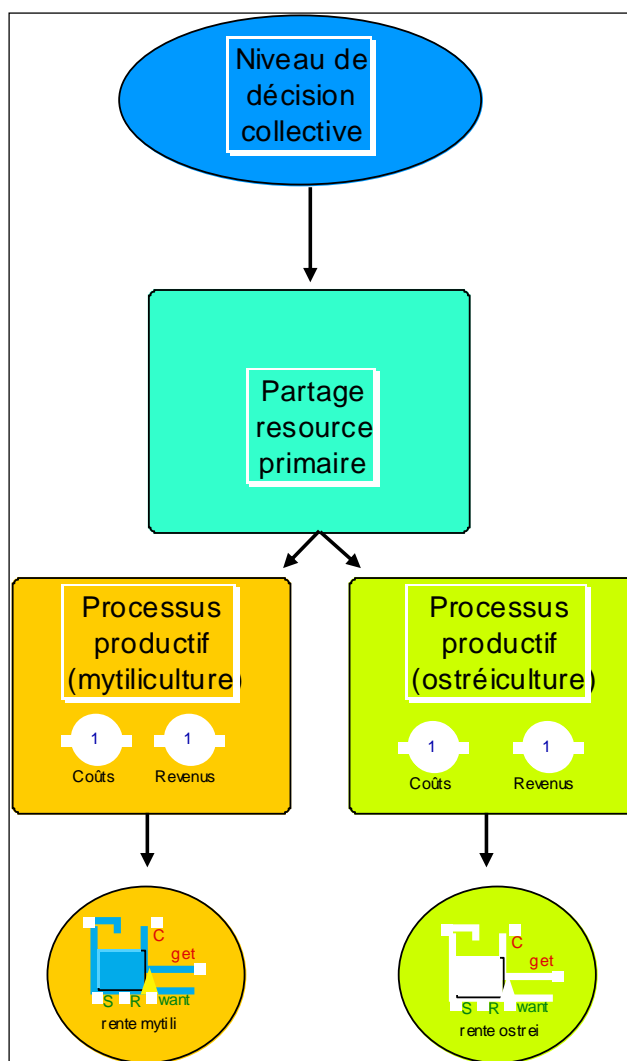 Niveau de
décision
collective
Partage
resource
primaire
Processus
productif
(mytiliculture)
1
1
Coûts
Revenus
Processus
productif
(ostréiculture)
1
1
Coûts
Revenus
C
get
S R want
rente mytili
C
get
S R want
rente ostrei